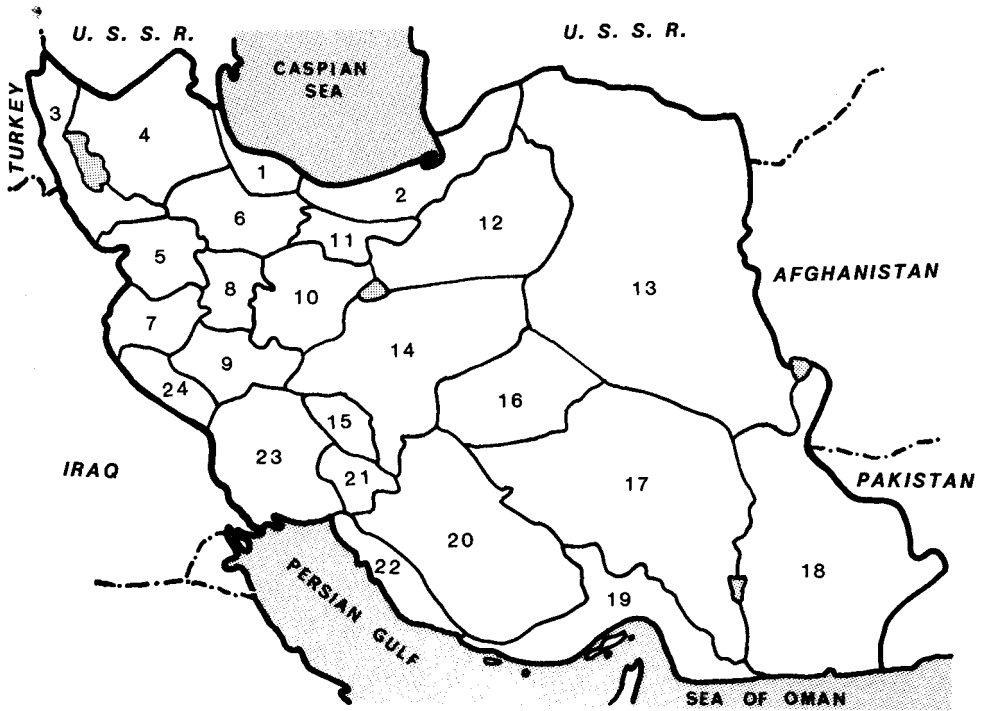 U. S. S. R.
U. S. S. R.
CASPIAN
SEA
TURKEY
3
4
1
2
6
12
11
5
AFGHANISTAN
8
13
10
7
14
9
24
16
15
23
IRAQ
21
PAKISTAN
17
20
22
18
19
PERSIAN GULF
SEA OF OMAN